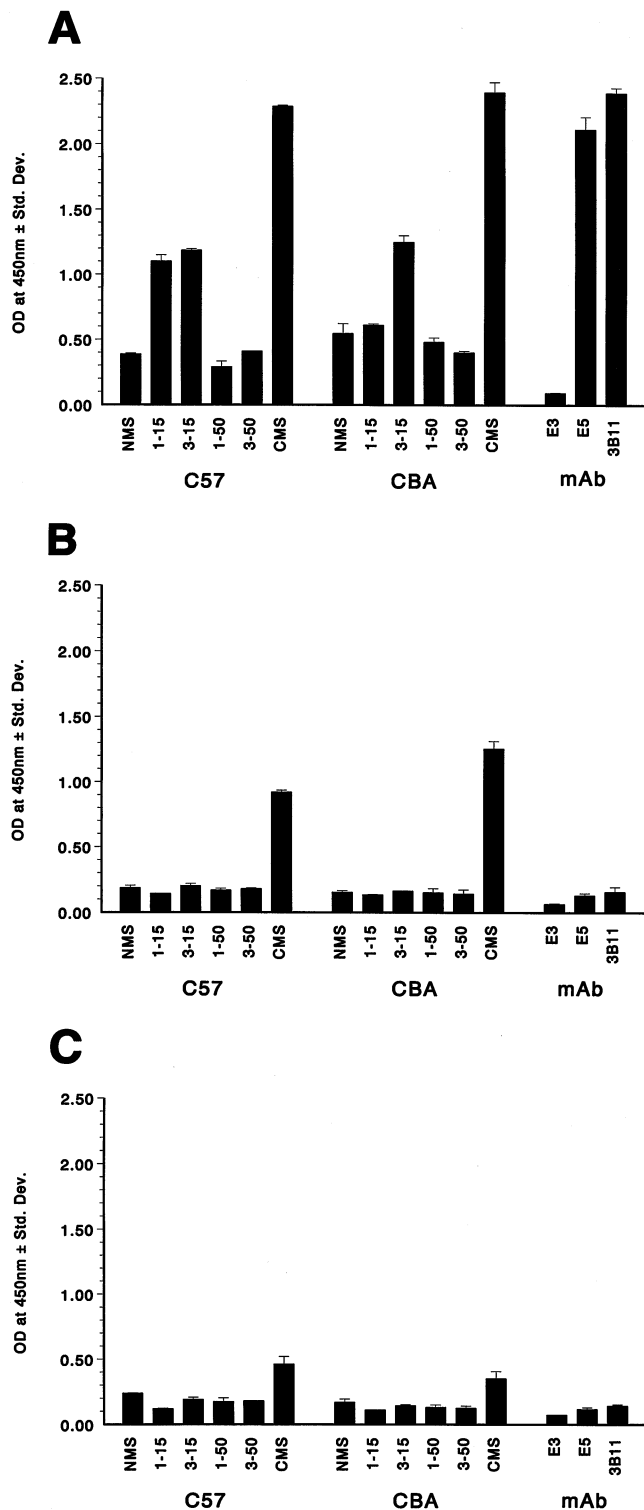 A
OD at 450nm ± Std. Dev.
2.50
2.00
1.50
1.00
0.50
0.00
NMS 1-15 3-15 1-50 3-50 CMS NMS 1-15 3-15 1-50 3-50 CMS E3 E5 3B11
C57 CBA mAb
B
OD at 450nm ± Std. Dev.
2.50
2.00
1.50
1.00
0.50
0.00
NMS 1-15 3-15 1-50 3-50 CMS NMS 1-15 3-15 1-50 3-50 CMS E3 E5 3B11
C57 CBA mAb
C
OD at 450nm ± Std. Dev.
2.50
2.00
1.50
1.00
0.50
0.00
NMS 1-15 3-15 1-50 3-50 CMS NMS 1-15 3-15 1-50 3-50 CMS E3 E5 3B11
C57 CBA mAb